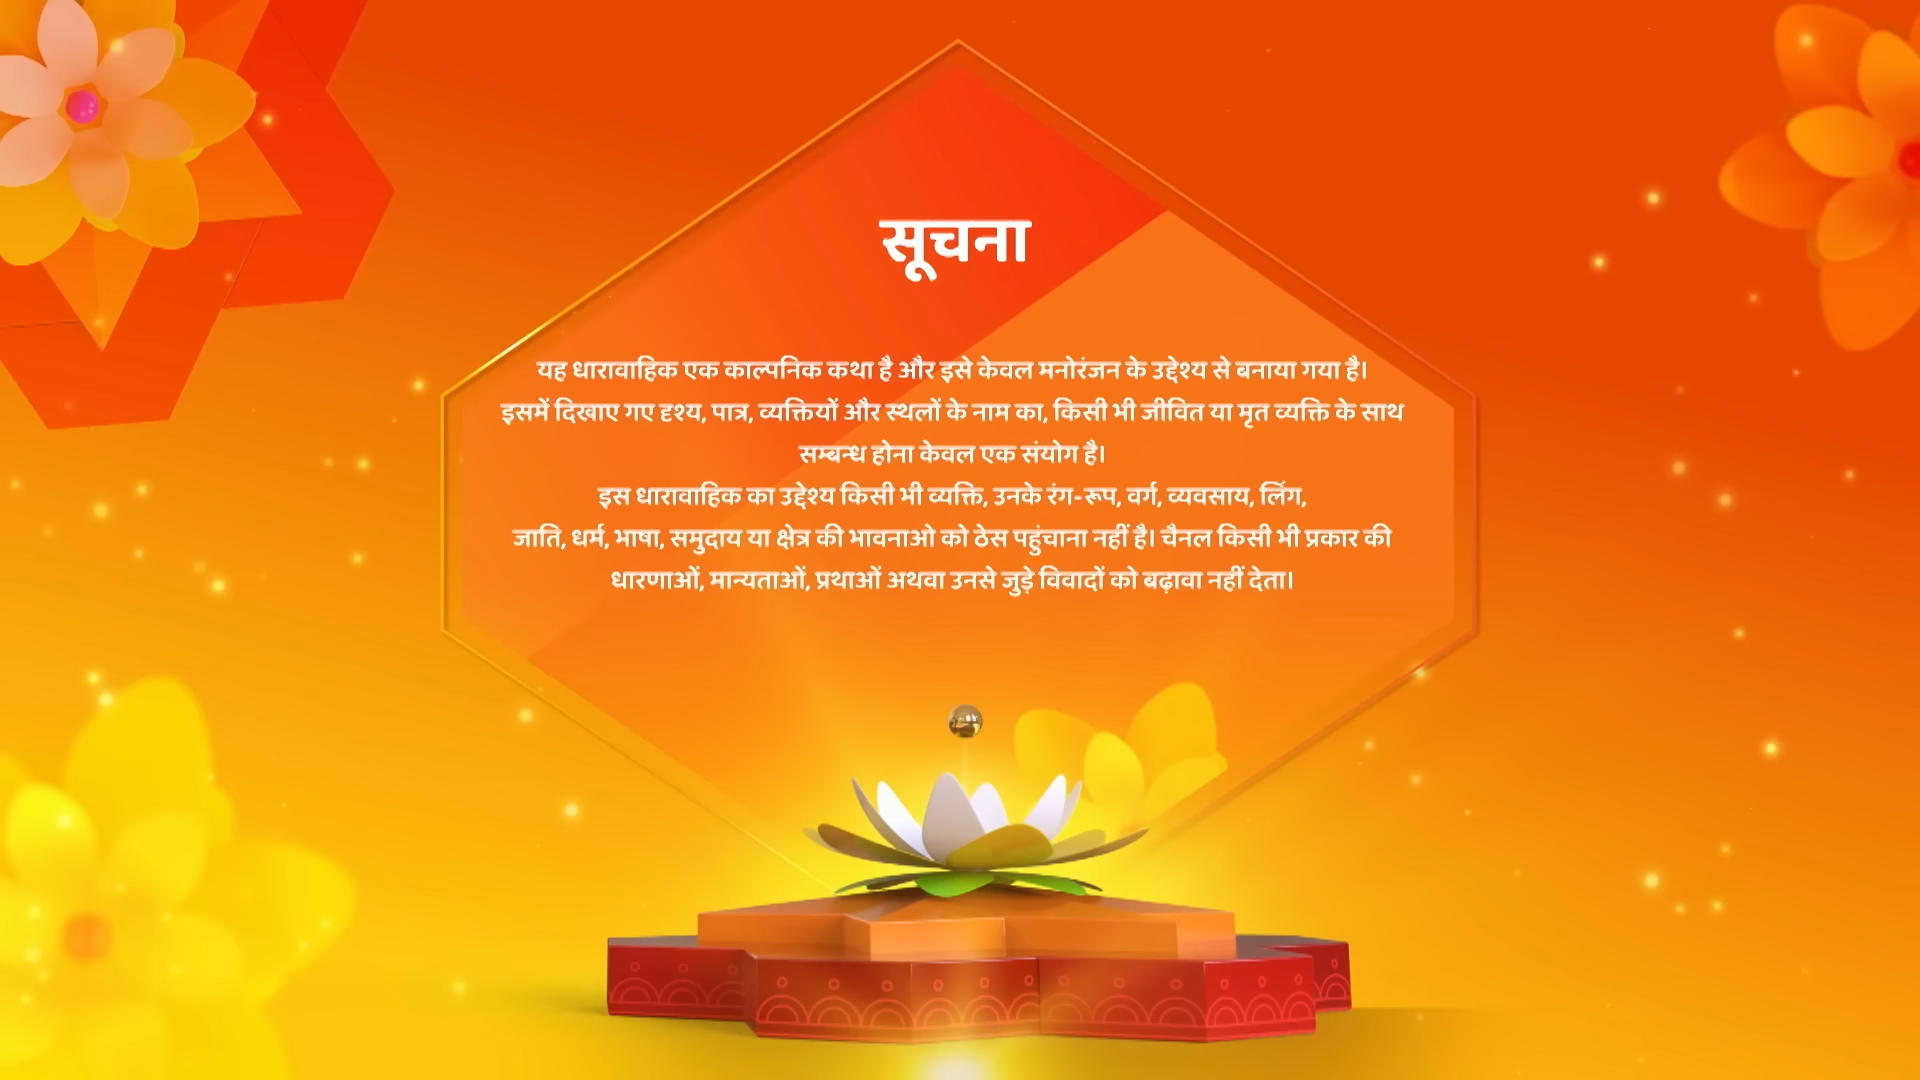 सूचना
यह धारावाहिक एक काल्पनिक कथा है और इसे केवल मनोरंजन के उद्देश्य से बनाया गया है।
इसमें दिखाए गए दृश्य, पात्र, व्यक्तियों और स्थलों के नाम का, किसी भी जीवित या मृत व्यक्ति के साथ
सम्बन्ध होना केवल एक संयोग है।
इस धारावाहिक का उद्देश्य किसी भी व्यक्ति, उनके रंग-रूप, वर्ग, व्यवसाय, लिंग,
जाति, धर्म, भाषा, समुदाय या क्षेत्र की भावनाओ को ठेस पहुंचाना नहीं है। चैनल किसी भी प्रकार की
धारणाओं, मान्यताओं, प्रथाओं अथवा उनसे जुड़े विवादों को बढ़ावा नहीं देता।